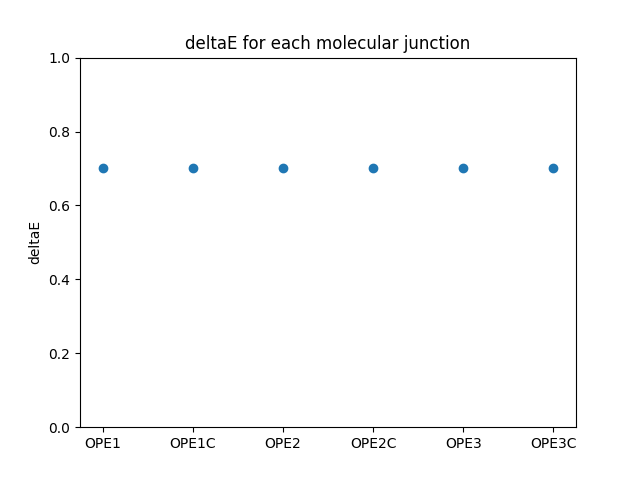 deltaE for each molecular junction
1.0
0.8
0.6
0.4
0.2
0.0
deltaE
OPE1 OPE1C OPE2 OPE2C OPE3 OPE3C